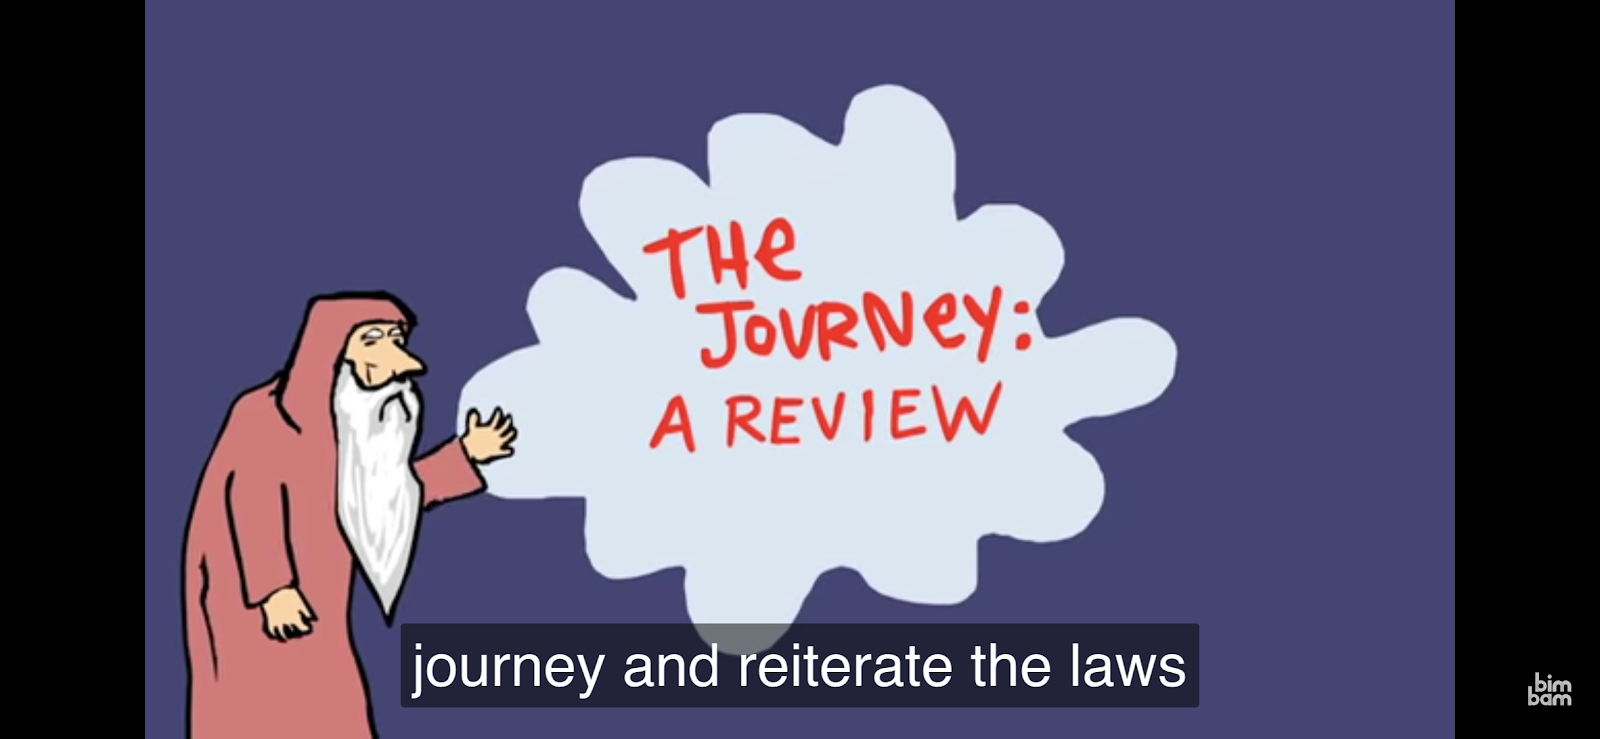 THe
JOURNey:
A REVIEW
journey and reiterate the laws
bim
bam